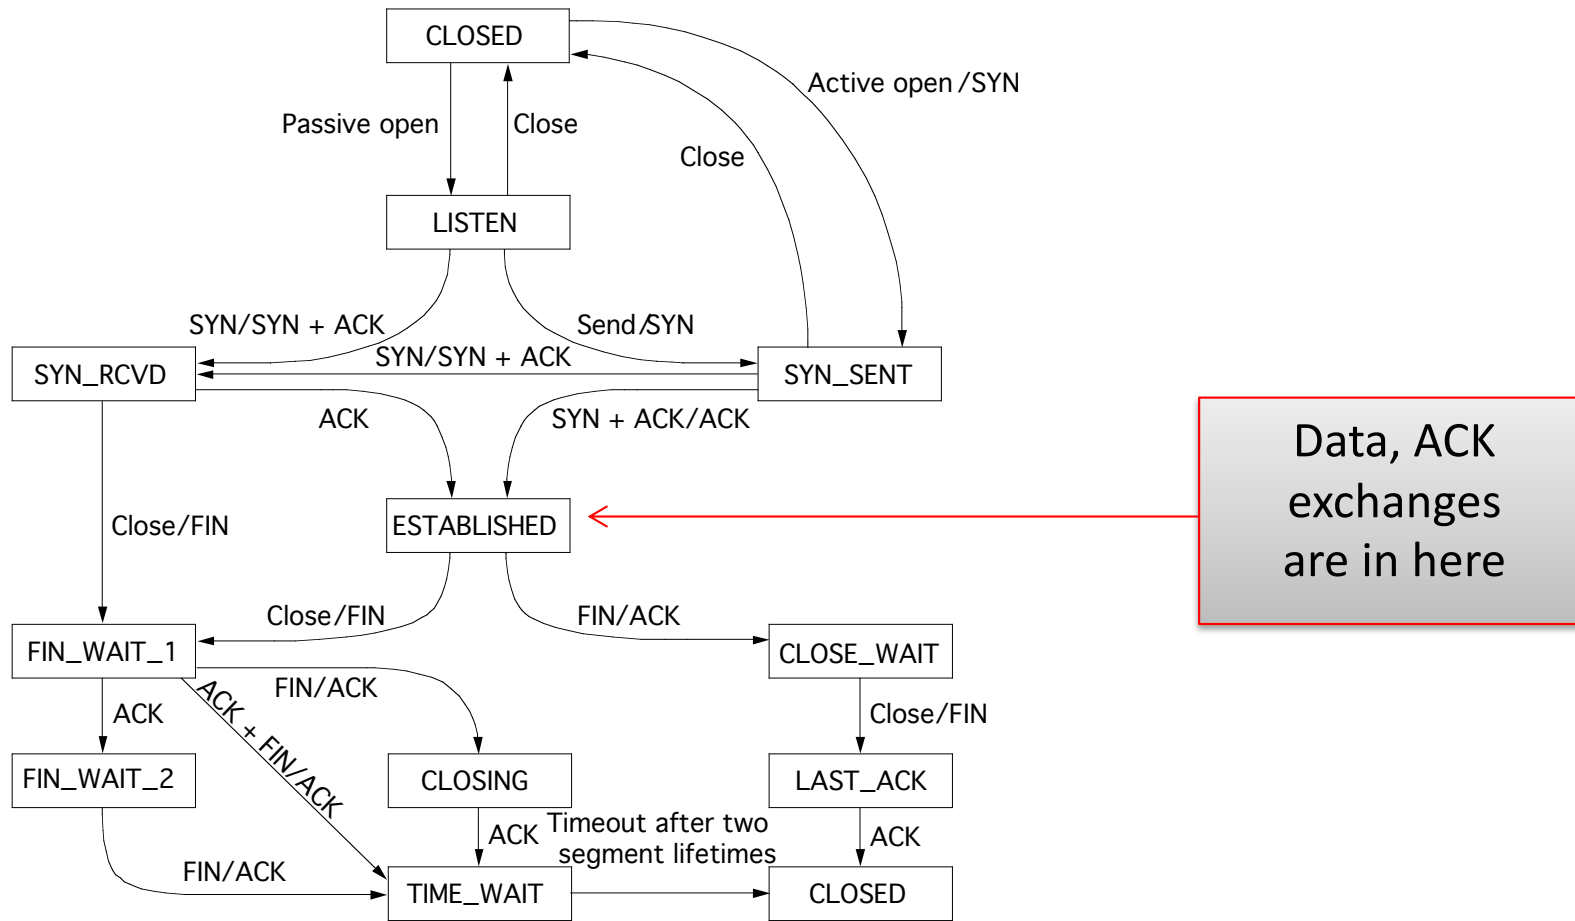 CLOSED
Active open/SYN
Passive open
Close
Close
LISTEN
SYN/SYN + ACK
Send/SYN
SYN/SYN + ACK
SYN_RCVD
SYN_SENT
ACK
SYN + ACK/ACK
Data, ACK
exchanges
are in here
Close/FIN
ESTABLISHED
Close/FIN
FIN/ACK
FIN_WAIT_1
CLOSE_WAIT
FIN/ACK
ACK + FIN/ACK
ACK
Close/FIN
FIN_WAIT_2
CLOSING
LAST_ACK
ACK
Timeout after two
segment lifetimes
ACK
FIN/ACK
TIME_WAIT
CLOSED